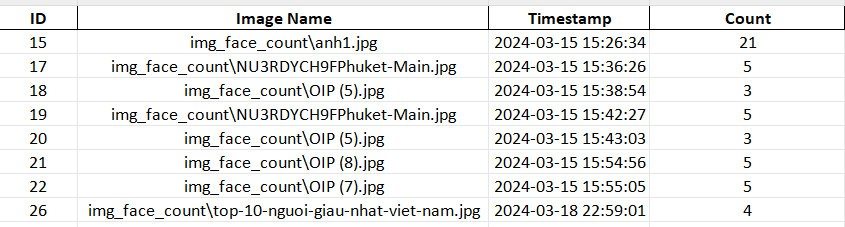 ID Image Name Timestamp Count
15 img_face_count\anh1.jpg 2024-03-15 15:26:34 21
17 img_face_count\NU3RDYCH9FPhuket-Main.jpg 2024-03-15 15:36:26 5
18 img_face_count\OIP (5).jpg 2024-03-15 15:38:54 3
19 img_face_count\NU3RDYCH9FPhuket-Main.jpg 2024-03-15 15:42:27 5
20 img_face_count\OIP (5).jpg 2024-03-15 15:43:03 3
21 img_face_count\OIP (8).jpg 2024-03-15 15:54:56 5
22 img_face_count\OIP (7).jpg 2024-03-15 15:55:05 5
26 img_face_count\top-10-nguoi-giau-nhat-viet-nam.jpg 2024-03-18 22:59:01 4